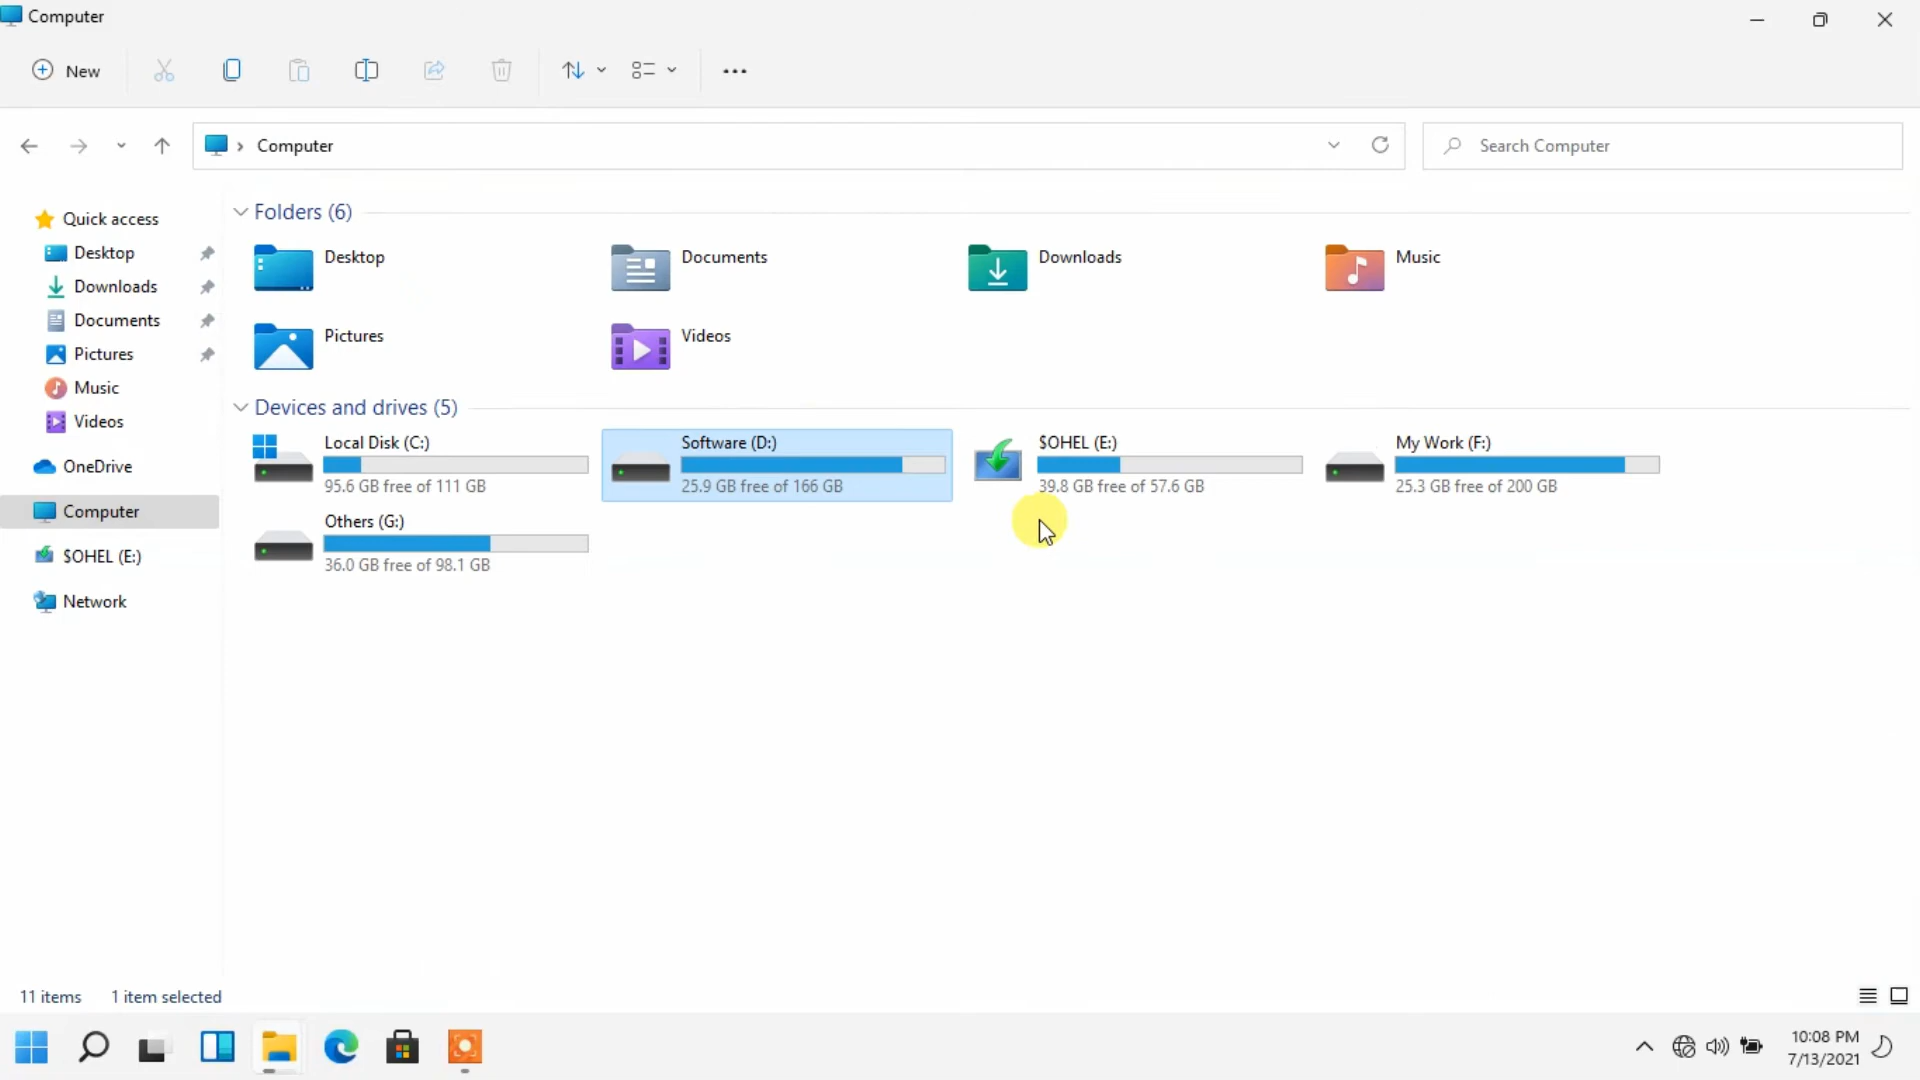 Computer
New
Computer
Search Computer
Quick access
Desktop
Downloads
Documents
Pictures
Music
Videos
OneDrive
Computer
$OHEL (E:)
Network
Folders (6)
Desktop
Documents
Downloads
Music
Pictures
Videos
Devices and drives (5)
Local Disk (C:)
95.6 GB free of 111 GB
Software (D:)
25.9 GB free of 166 GB
$OHEL (E:)
39.8 GB free of 57.6 GB
My Work (F:)
25.3 GB free of 200 GB
Others (G:)
36.0 GB free of 98.1 GB
11 items 1 item selected
10:08 PM
7/13/2021